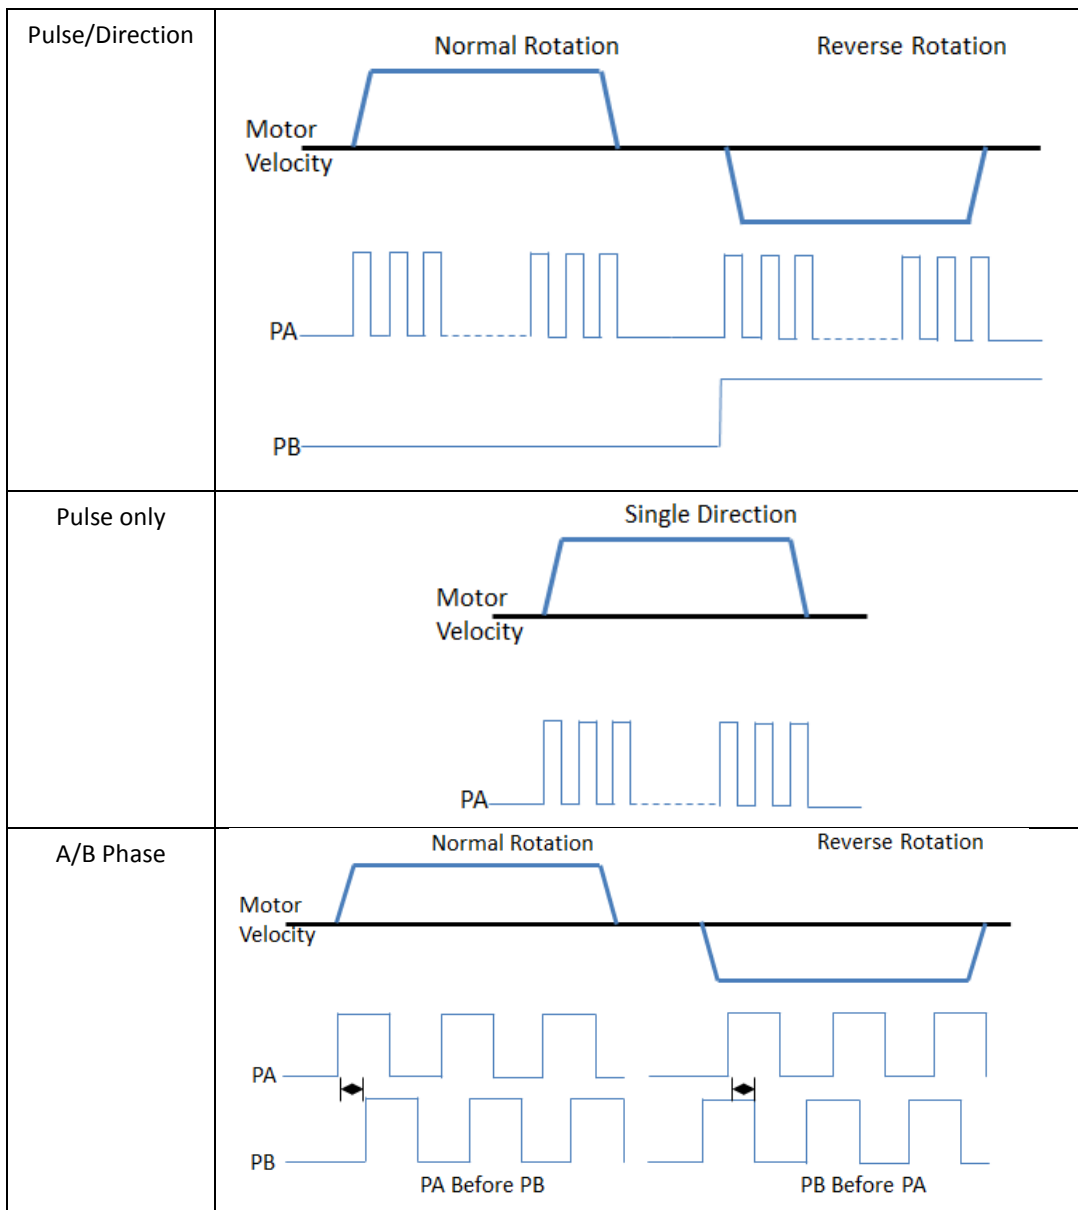 Pulse/Direction
Normal Rotation
Reverse Rotation
Motor
Velocity
PA
PB
Pulse only
Single Direction
Motor
Velocity
PA
A/B Phase
Normal Rotation
Reverse Rotation
Motor
Velocity
PA
PB
PA Before PB
PB Before PA